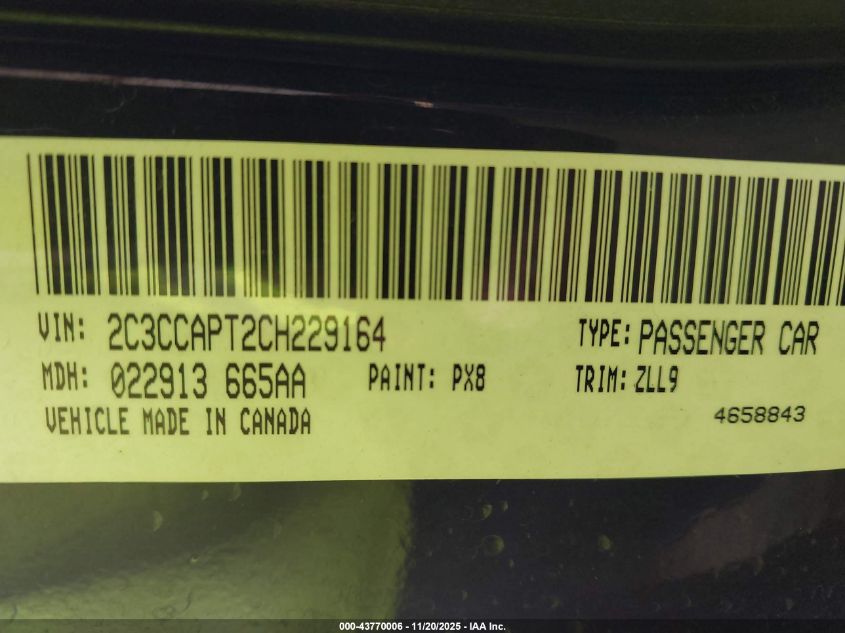 VIN: 2C3CCAPT2CH229164 TYPE: PASSENGER CAR
MDH: 022913 665AA PAINT: PX8 TRIM: ZLL9
VEHICLE MADE IN CANADA 4658843
000-43770006 - 11/20/2025 - IAA Inc.